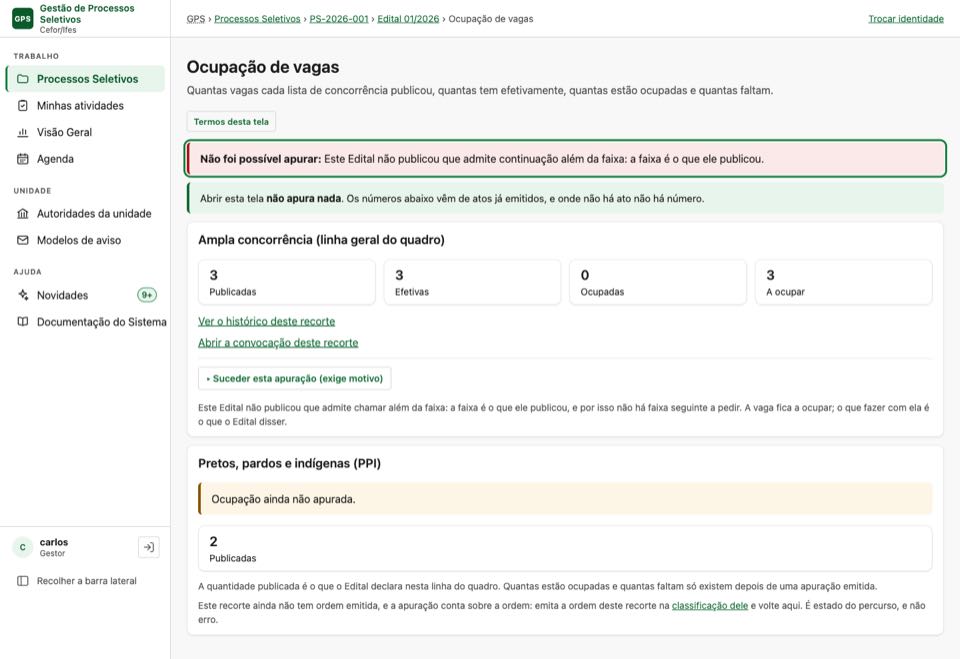 GPS
Gestão de Processos
Seletivos
Cefor/Ifes
GPS › Processos Seletivos › PS-2026-001 › Edital 01/2026 › Ocupação de vagas
Trocar identidade
TRABALHO
Processos Seletivos
Minhas atividades
Visão Geral
Agenda
UNIDADE
Autoridades da unidade
Modelos de aviso
AJUDA
Novidades
9+
Documentação do Sistema
C
carlos
Gestor
Recolher a barra lateral
Ocupação de vagas
Quantas vagas cada lista de concorrência publicou, quantas tem efetivamente, quantas estão ocupadas e quantas faltam.
Termos desta tela
Não foi possível apurar: Este Edital não publicou que admite continuação além da faixa: a faixa é o que ele publicou.
Abrir esta tela não apura nada. Os números abaixo vêm de atos já emitidos, e onde não há ato não há número.
Ampla concorrência (linha geral do quadro)
3
Publicadas
3
Efetivas
0
Ocupadas
3
A ocupar
Ver o histórico deste recorte
Abrir a convocação deste recorte
▸ Suceder esta apuração (exige motivo)
Este Edital não publicou que admite chamar além da faixa: a faixa é o que ele publicou, e por isso não há faixa seguinte a pedir. A vaga fica a ocupar; o que fazer com ela é
o que o Edital disser.
Pretos, pardos e indígenas (PPI)
Ocupação ainda não apurada.
2
Publicadas
A quantidade publicada é o que o Edital declara nesta linha do quadro. Quantas estão ocupadas e quantas faltam só existem depois de uma apuração emitida.
Este recorte ainda não tem ordem emitida, e a apuração conta sobre a ordem: emita a ordem deste recorte na classificação dele e volte aqui. É estado do percurso, e não
erro.